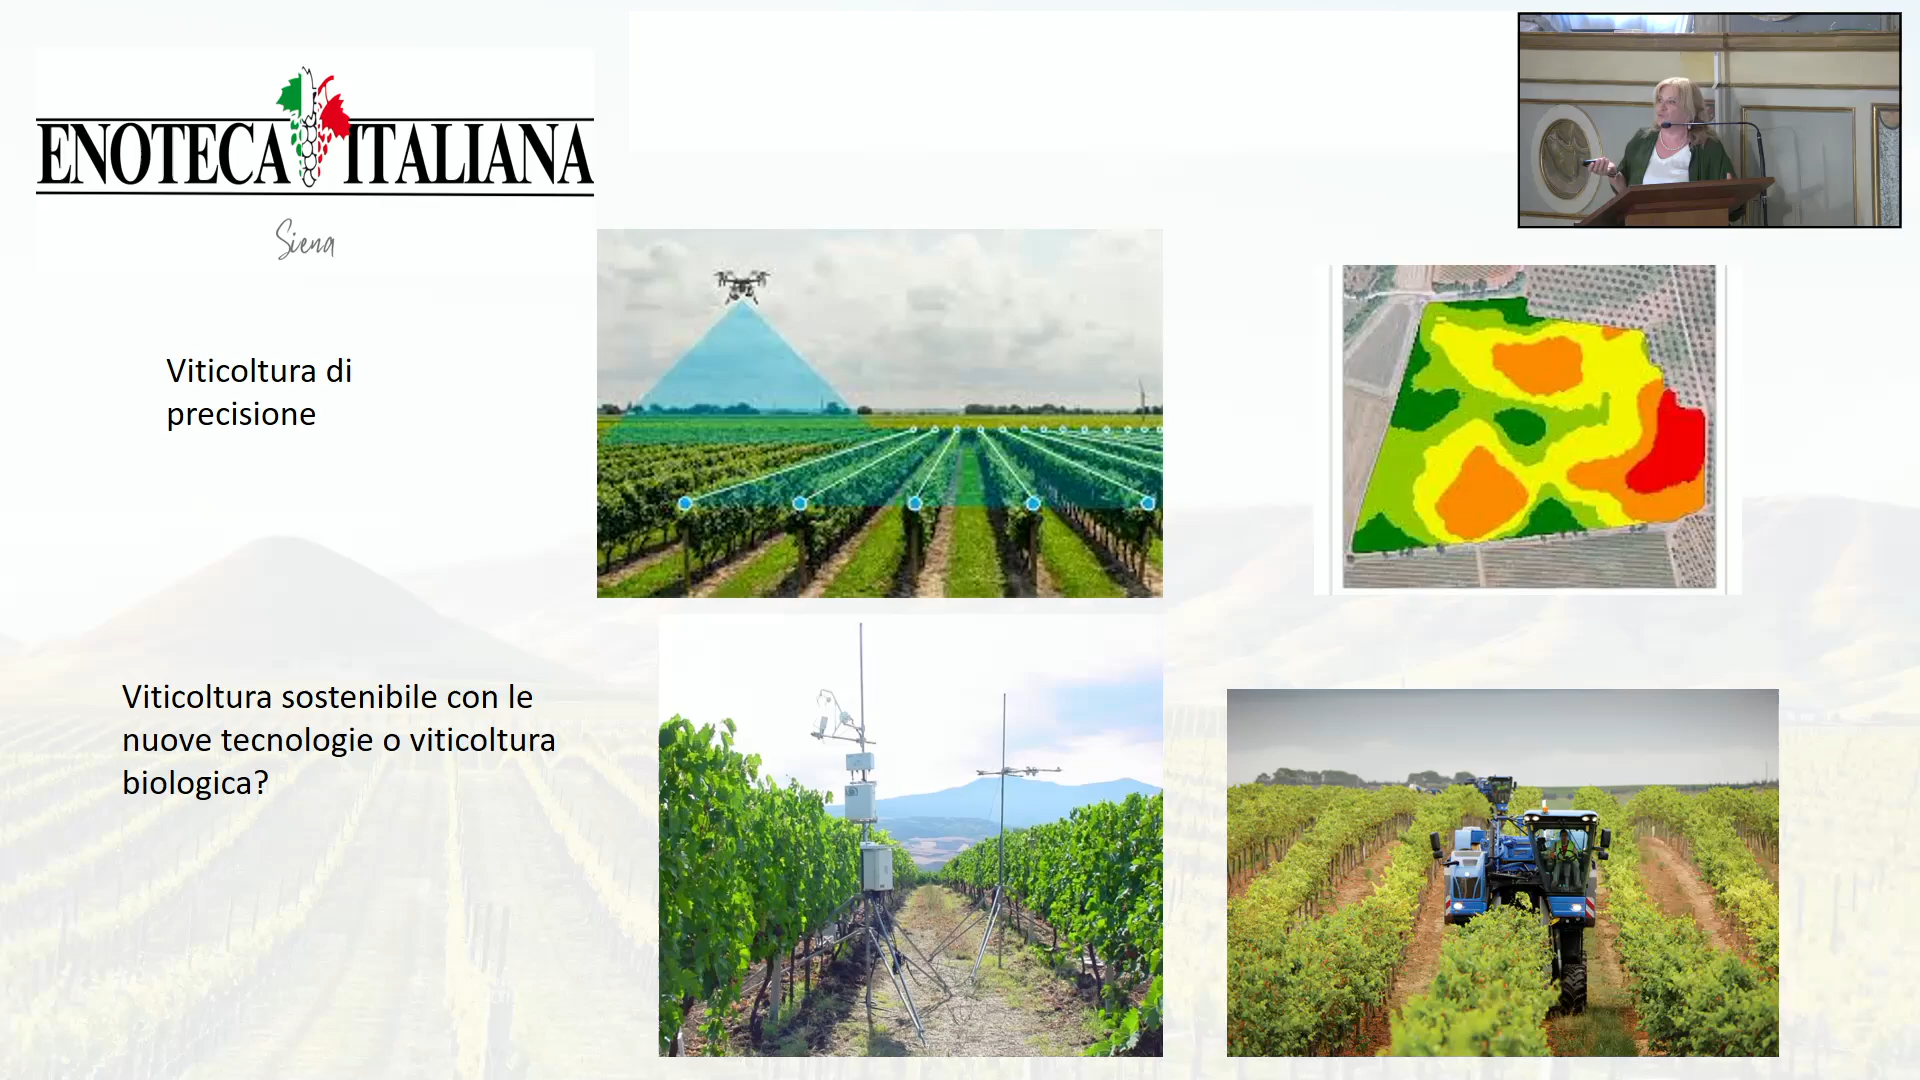 ENOTECA ITALIANA
Siena
Viticoltura di
precisione
Viticoltura sostenibile con le
nuove tecnologie o viticoltura
biologica?